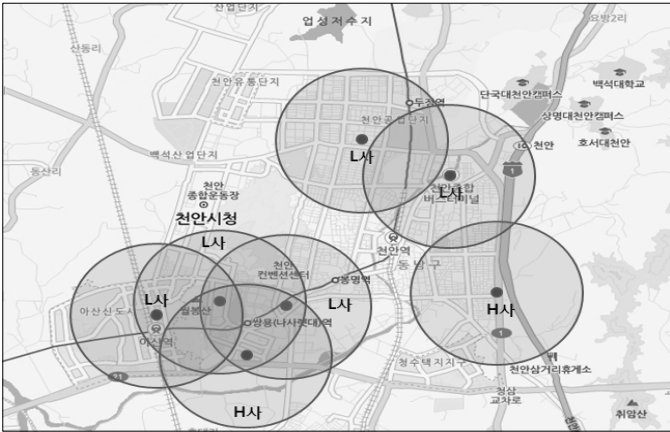 산업단지
업성저수지
요방2리
산동리
천안유통단지
두정역
단국대천안캠퍼스
백석대학교
천안공업단지
상명대천안캠퍼스
호서대천안
L사
백석산업단지
천안
동산리
1
천안
종합운동장
천안종합
버스터미널
L사
천안시청
L사
천안역
동남구
천안
컨벤션센터
봉명역
아산신도시
L사
월봉산
L사
H사
쌍용(나사렛대)역
아산역
1
청수택지지구
천안삼거리휴게소
21
청삼
교차로
H사
취암산